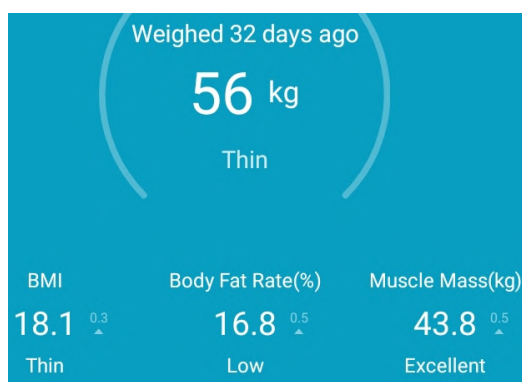 Weighed 32 days ago
56 kg
Thin
BMI Body Fat Rate(%) Muscle Mass(kg)
18.1 0.3 16.8 0.5 43.8 0.5
Thin Low Excellent